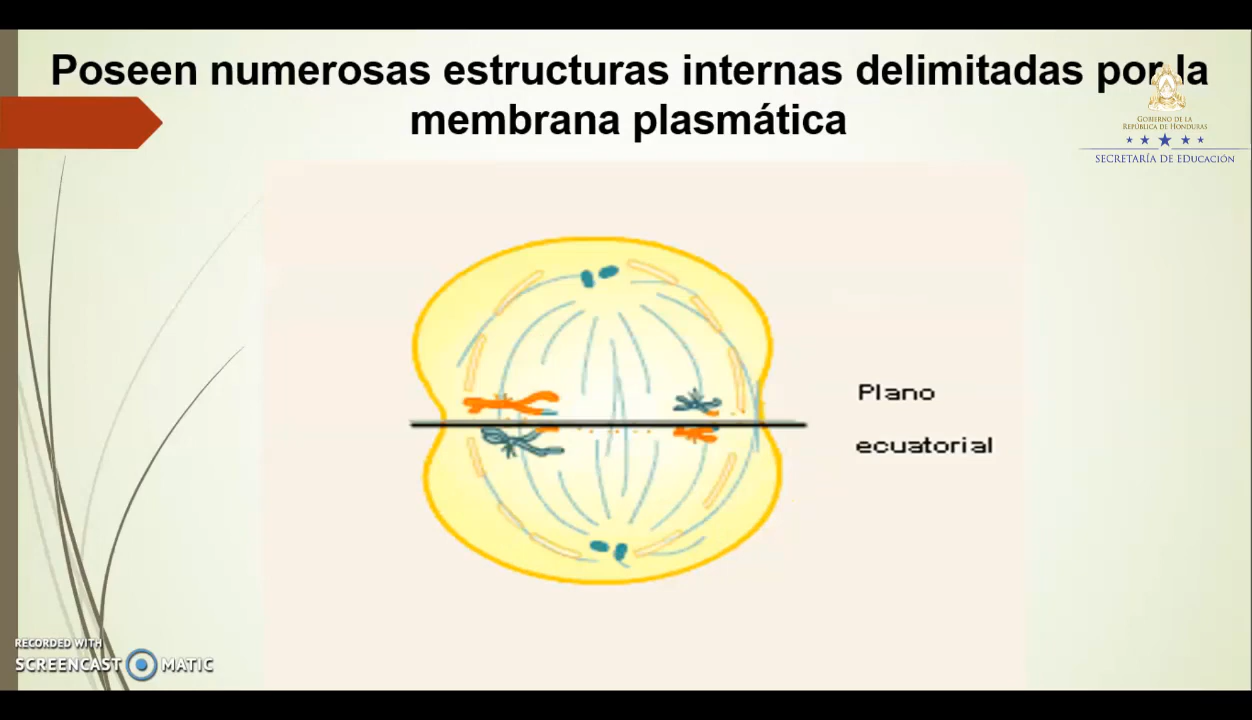 Poseen numerosas estructuras internas delimitadas por la
membrana plasmática
GOBIERNO DE LA
REPÚBLICA DE HONDURAS
SECRETARÍA DE EDUCACIÓN
Plano
ecuatorial
RECORDED WITH
SCREENCAST MATIC